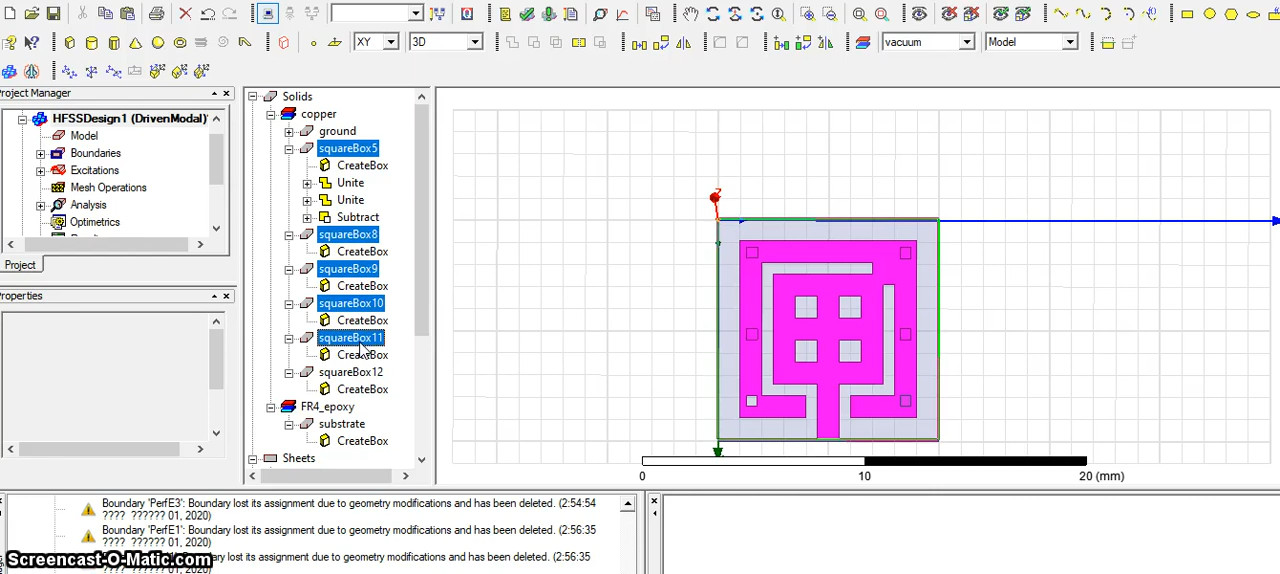 XY
3D
vacuum
Model
Project Manager
HFSSDesign1 (DrivenModal)*
Model
Boundaries
Excitations
Mesh Operations
Analysis
Optimetrics
Project
Properties
Solids
copper
ground
squareBox5
CreateBox
Unite
Unite
Subtract
squareBox8
CreateBox
squareBox9
CreateBox
squareBox10
CreateBox
squareBox11
CreateBox
squareBox12
CreateBox
FR4_epoxy
substrate
CreateBox
Sheets
Z
0
10
20 (mm)
Boundary 'PerfE3': Boundary lost its assignment due to geometry modifications and has been deleted. (2:54:54
???? ?????? 01, 2020)
Boundary 'PerfE1': Boundary lost its assignment due to geometry modifications and has been deleted. (2:56:35
???? ?????? 01, 2020)
Boundary lost its assignment due to geometry modifications and has been deleted. (2:56:35
???? ?????? 01, 2020)
Screencast-O-Matic.com